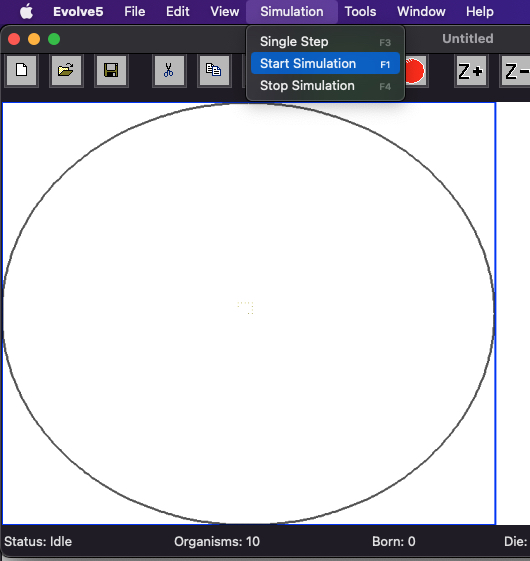 Evolve5 File Edit View Simulation Tools Window Help
Untitled
Single Step F3
Start Simulation F1
Stop Simulation F4
Z+ Z-
Status: Idle Organisms: 10 Born: 0 Die: